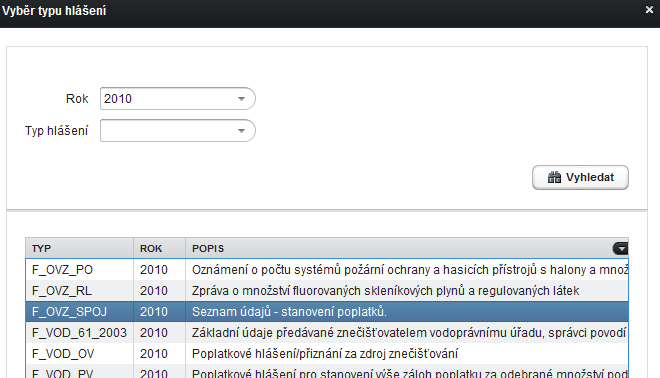 Výběr typu hlášení
Rok 2010
Typ hlášení
Vyhledat
TYP ROK POPIS
F_OVZ_PO 2010 Oznámení o počtu systémů požární ochrany a hasicích přístrojů s halony a množ
F_OVZ_RL 2010 Zpráva o množství fluorovaných skleníkových plynů a regulovaných látek
F_OVZ_SPOJ 2010 Seznam údajů - stanovení poplatků.
F_VOD_61_2003 2010 Základní údaje předávané znečišťovatelem vodoprávnímu úřadu, správci povodí
F_VOD_OV 2010 Poplatkové hlášení/přiznání za zdroj znečišťování
F_VOD_PV 2010 Poplatkové hlášení pro stanovení výše záloh poplatku za odebrané množství pod